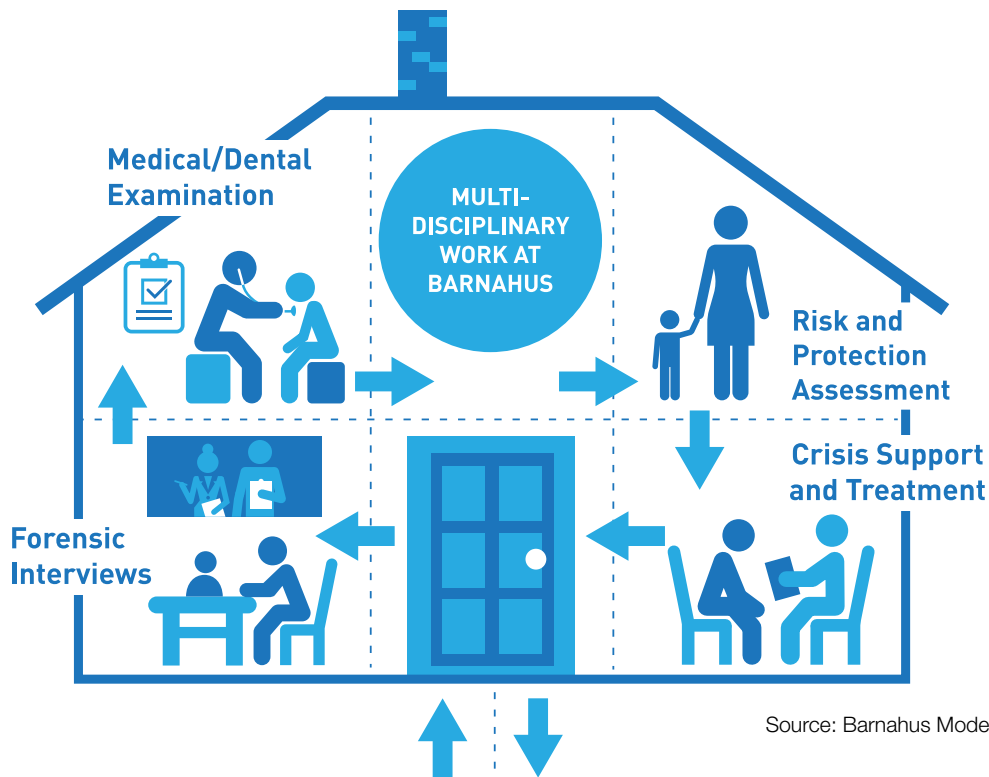 Medical/Dental
Examination
MULTI-
DISCIPLINARY
WORK AT
BARNAHUS
Risk and
Protection
Assessment
Crisis Support
and Treatment
Forensic
Interviews
Source: Barnahus Mode